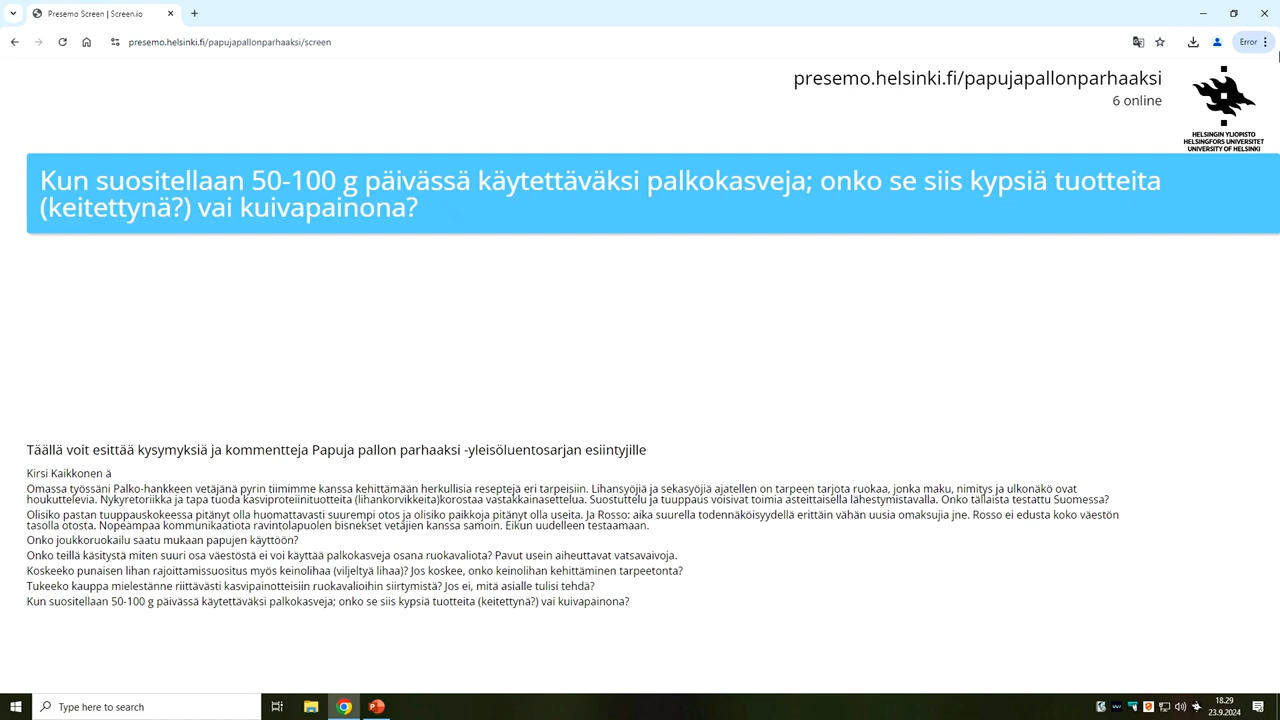 Presemo Screen | Screen.io
presemo.helsinki.fi/papujapallonparhaaksi/screen
Error
presemo.helsinki.fi/papujapallonparhaaksi
6 online
HELSINGIN YLIOPISTO
HELSINGFORS UNIVERSITET
UNIVERSITY OF HELSINKI
Kun suositellaan 50-100 g päivässä käytettäväksi palkokasveja; onko se siis kypsiä tuotteita
(keitettynä?) vai kuivapainona?
Täällä voit esittää kysymyksiä ja kommentteja Papuja pallon parhaaksi -yleisöluentosarjan esiintyjille
Kirsi Kaikkonen ä
Omassa työssäni Palko-hankkeen vetäjänä pyrin tiimimme kanssa kehittämään herkullisia reseptejä eri tarpeisiin. Lihansyöjiä ja sekasyöjiä ajatellen on tarpeen tarjota ruokaa, jonka maku, nimitys ja ulkonäkö ovat
houkuttelevia. Nykyretoriikka ja tapa tuoda kasviproteiinituotteita (lihankorvikkeita)korostaa vastakkainasettelua. Suostuttelu ja tuuppaus voisivat toimia asteittaisella lähestymistavalla. Onko tällaista testattu Suomessa?
Olisiko pastan tuuppauskokeessa pitänyt olla huomattavasti suurempi otos ja olisiko paikkoja pitänyt olla useita. Ja Rosso: aika suurella todennäköisyydellä erittäin vähän uusia omaksujia jne. Rosso ei edusta koko väestön
tasolla otosta. Nopeampaa kommunikaatiota ravintolapuolen bisnekset vetäjien kanssa samoin. Eikun uudelleen testaamaan.
Onko joukkoruokailu saatu mukaan papujen käyttöön?
Onko teillä käsitystä miten suuri osa väestöstä ei voi käyttää palkokasveja osana ruokavaliota? Pavut usein aiheuttavat vatsavaivoja.
Koskeeko punaisen lihan rajoittamissuositus myös keinolihaa (viljeltyä lihaa)? Jos koskee, onko keinolihan kehittäminen tarpeetonta?
Tukeeko kauppa mielestänne riittävästi kasvipainotteisiin ruokavalioihin siirtymistä? Jos ei, mitä asialle tulisi tehdä?
Kun suositellaan 50-100 g päivässä käytettäväksi palkokasveja; onko se siis kypsiä tuotteita (keitettynä?) vai kuivapainona?
Type here to search
18.29
23.9.2024